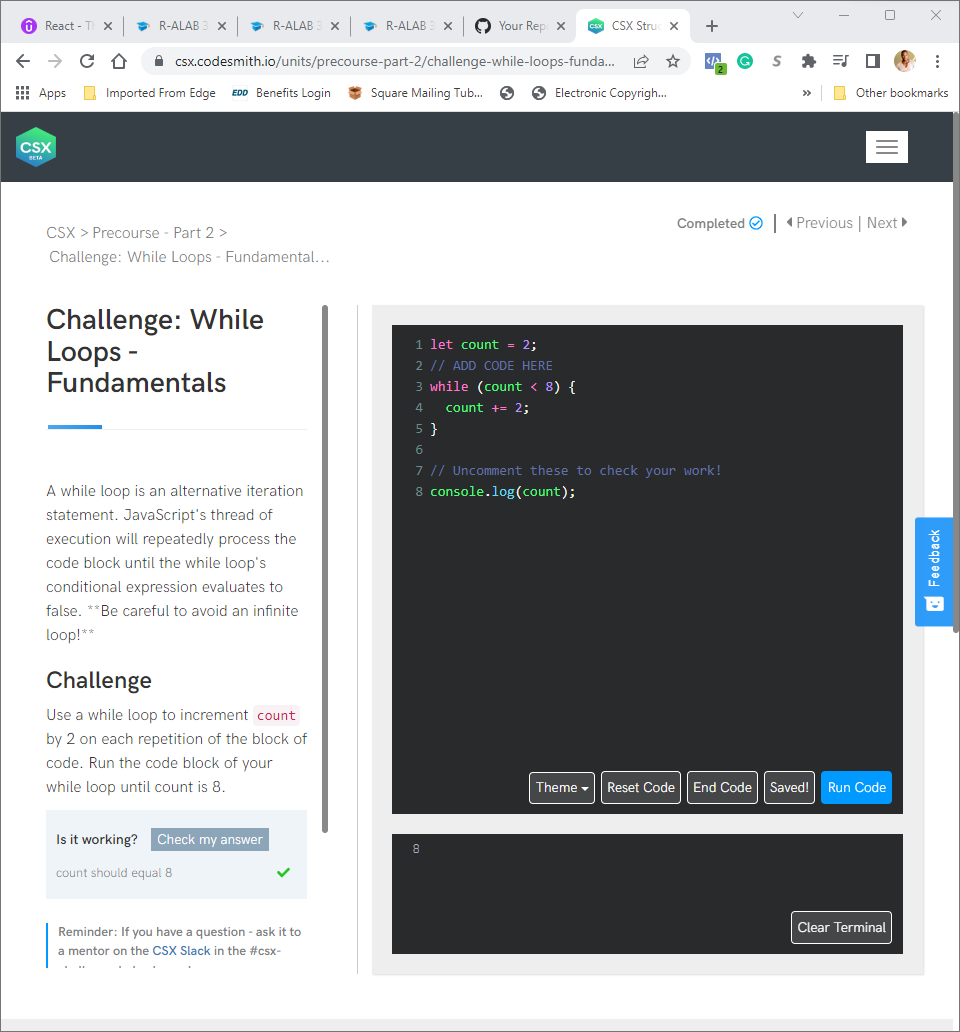 React - T
R-ALAB 3
R-ALAB 3
R-ALAB 3
Your Rep
CSX Struc
csx.codesmith.io/units/precourse-part-2/challenge-while-loops-funda...
2
S
Apps
Imported From Edge
EDD Benefits Login
Square Mailing Tub...
Electronic Copyrigh...
»
Other bookmarks
CSX
BETA
Completed
Previous | Next
CSX > Precourse - Part 2 >
Challenge: While Loops - Fundamental...
Challenge: While
Loops -
Fundamentals
A while loop is an alternative iteration
statement. JavaScript's thread of
execution will repeatedly process the
code block until the while loop's
conditional expression evaluates to
false. **Be careful to avoid an infinite
loop!**
Challenge
Use a while loop to increment count
by 2 on each repetition of the block of
code. Run the code block of your
while loop until count is 8.
Is it working? Check my answer
count should equal 8
Reminder: If you have a question - ask it to
a mentor on the CSX Slack in the #csx-
1 let count = 2;
2 // ADD CODE HERE
3 while (count < 8) {
4 count += 2;
5 }
6
7 // Uncomment these to check your work!
8 console.log(count);
Theme
Reset Code
End Code
Saved!
Run Code
8
Clear Terminal
Feedback